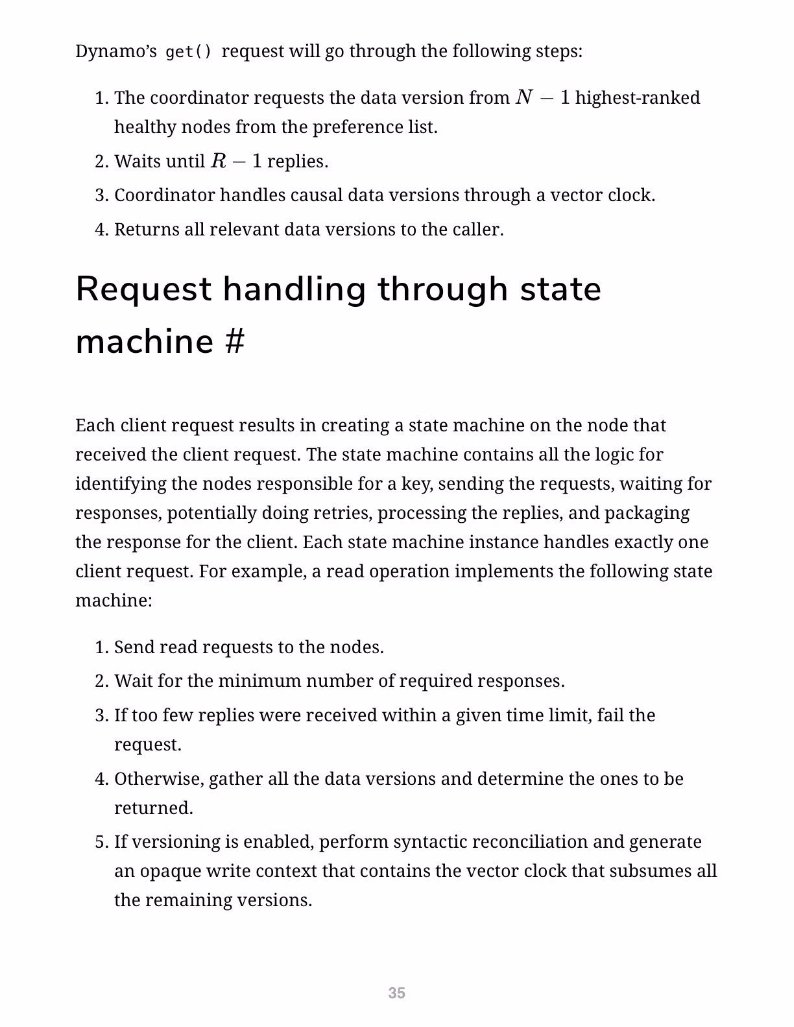 Dynamo’s get() request will go through the following steps:
1. The coordinator requests the data version from N − 1 highest-ranked
healthy nodes from the preference list.
2. Waits until R − 1 replies.
3. Coordinator handles causal data versions through a vector clock.
4. Returns all relevant data versions to the caller.
Request handling through state
machine #
Each client request results in creating a state machine on the node that
received the client request. The state machine contains all the logic for
identifying the nodes responsible for a key, sending the requests, waiting for
responses, potentially doing retries, processing the replies, and packaging
the response for the client. Each state machine instance handles exactly one
client request. For example, a read operation implements the following state
machine:
1. Send read requests to the nodes.
2. Wait for the minimum number of required responses.
3. If too few replies were received within a given time limit, fail the
request.
4. Otherwise, gather all the data versions and determine the ones to be
returned.
5. If versioning is enabled, perform syntactic reconciliation and generate
an opaque write context that contains the vector clock that subsumes all
the remaining versions.
35